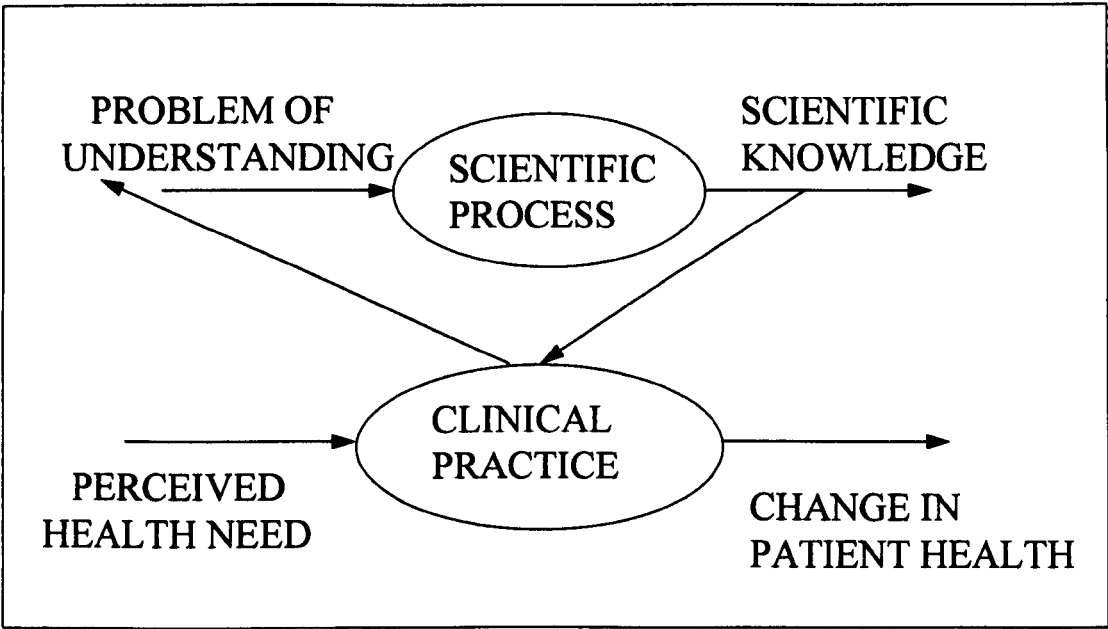 PROBLEM OF
UNDERSTANDING
SCIENTIFIC
PROCESS
SCIENTIFIC
KNOWLEDGE
CLINICAL
PRACTICE
PERCEIVED
HEALTH NEED
CHANGE IN
PATIENT HEALTH